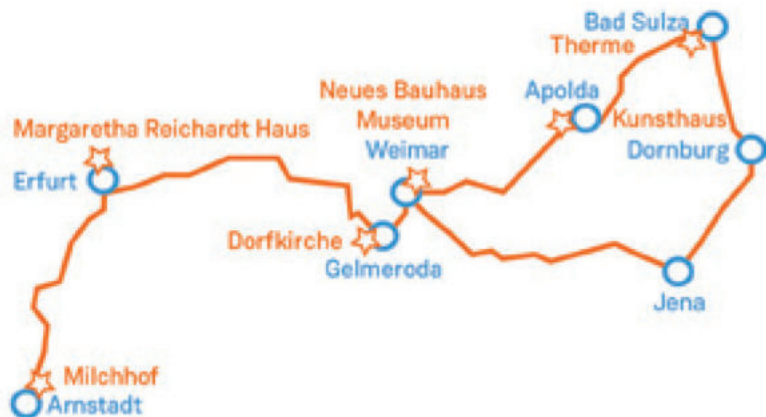 Bad Sulza
Therme
Neues Bauhaus
Museum
Weimar
Apolda
Kunsthaus
Dornburg
Margaretha Reichardt Haus
Erfurt
Dorfkirche
Gelmeroda
Jena
Milchhof
Arnstadt